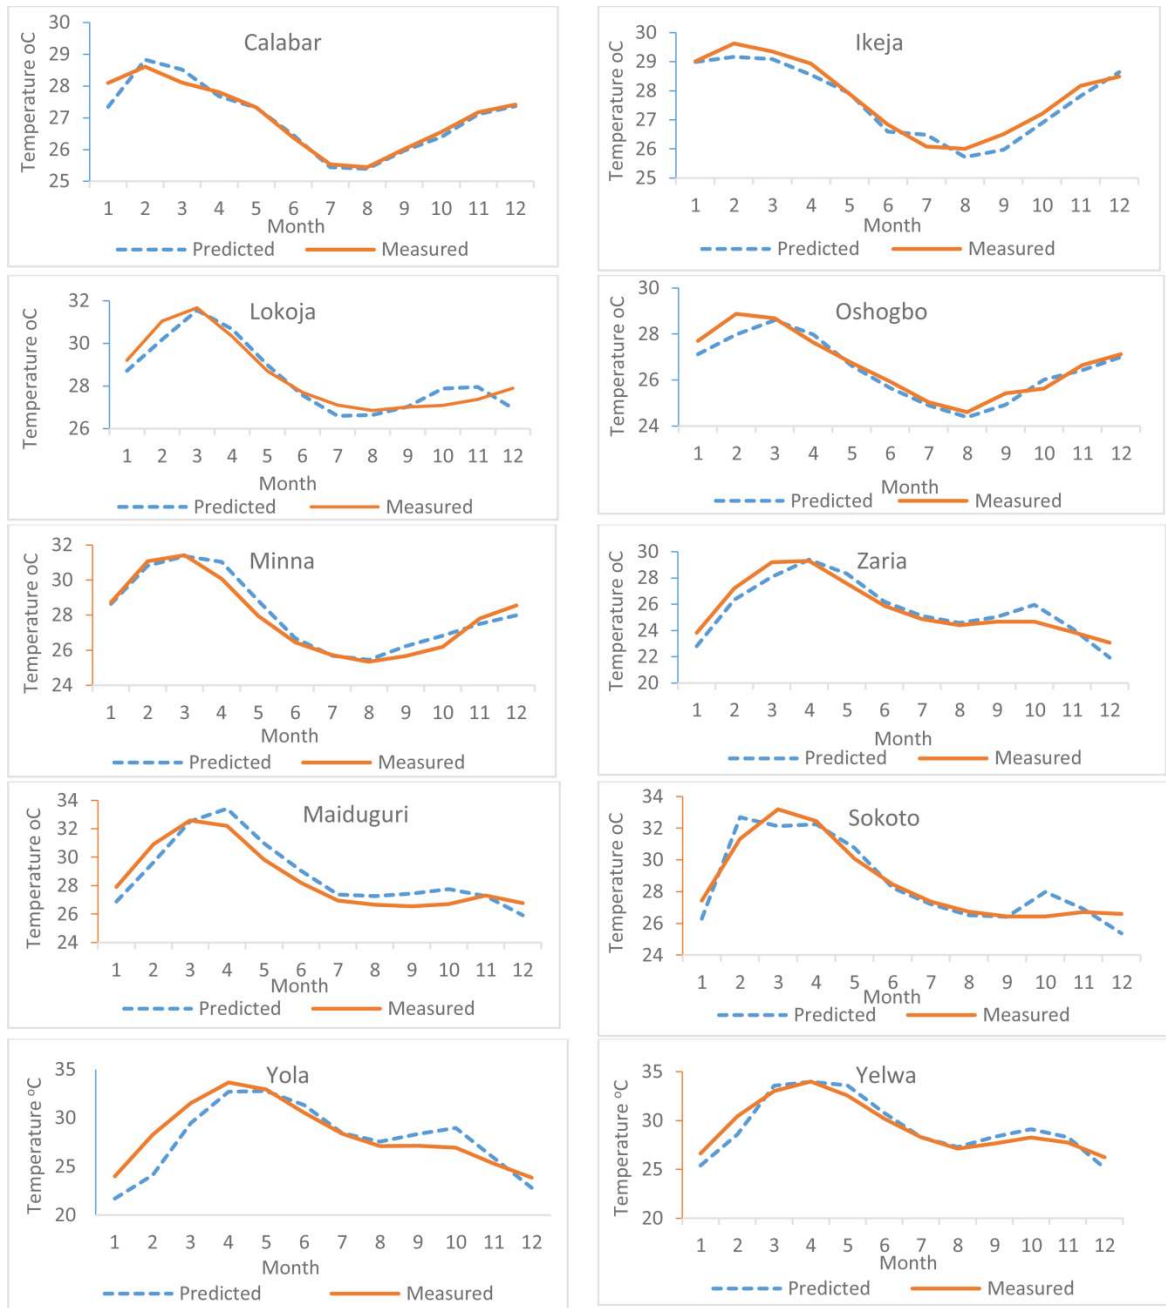 Calabar
Temperature oC
30
29
28
27
26
25
1 2 3 4 5 6 7 8 9 10 11 12
Month
Predicted Measured
Ikeja
Temperature oC
30
29
28
27
26
25
1 2 3 4 5 6 7 8 9 10 11 12
Month
Predicted Measured
Lokoja
Temperature oC
32
30
28
26
1 2 3 4 5 6 7 8 9 10 11 12
Month
Predicted Measured
Oshogbo
Temperature oC
30
28
26
24
1 2 3 4 5 6 7 8 9 10 11 12
Month
Predicted Measured
Minna
Temperature oC
32
30
28
26
24
1 2 3 4 5 6 7 8 9 10 11 12
Month
Predicted Measured
Zaria
Temperature oC
30
28
26
24
22
20
1 2 3 4 5 6 7 8 9 10 11 12
Month
Predicted Measured
Maiduguri
Temperature oC
34
32
30
28
26
24
1 2 3 4 5 6 7 8 9 10 11 12
Month
Predicted Measured
Sokoto
Temperature oC
34
32
30
28
26
24
1 2 3 4 5 6 7 8 9 10 11 12
Month
Predicted Measured
Yola
Temperature ºC
35
30
25
20
1 2 3 4 5 6 7 8 9 10 11 12
Month
Predicted Measured
Yelwa
Temperature ºC
35
30
25
20
1 2 3 4 5 6 7 8 9 10 11 12
Month
Predicted Measured